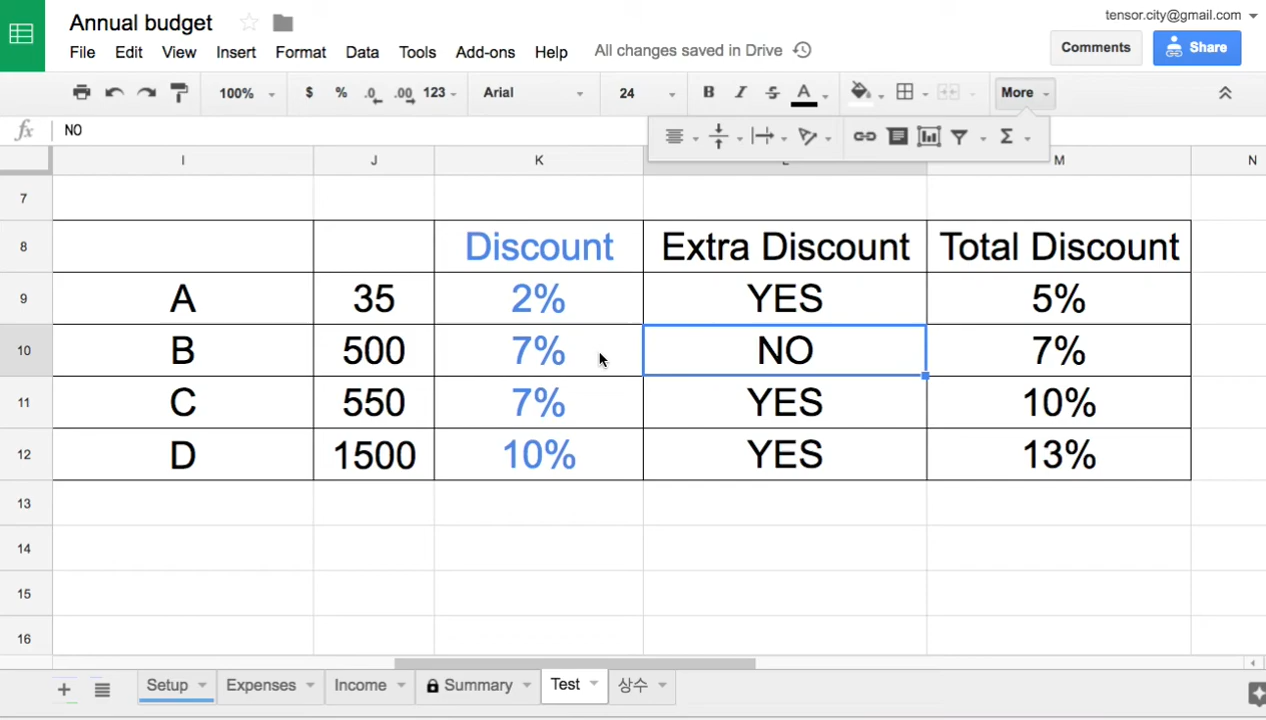 Annual budget
tensor.city@gmail.com
File Edit View Insert Format Data Tools Add-ons Help All changes saved in Drive
Comments Share
100% $ % .0 .00 123 Arial 24 B I S A More
fx NO
I J K L M N
7
8 Discount Extra Discount Total Discount
9 A 35 2% YES 5%
10 B 500 7% NO 7%
11 C 550 7% YES 10%
12 D 1500 10% YES 13%
13
14
15
16
Setup Expenses Income Summary Test 상수